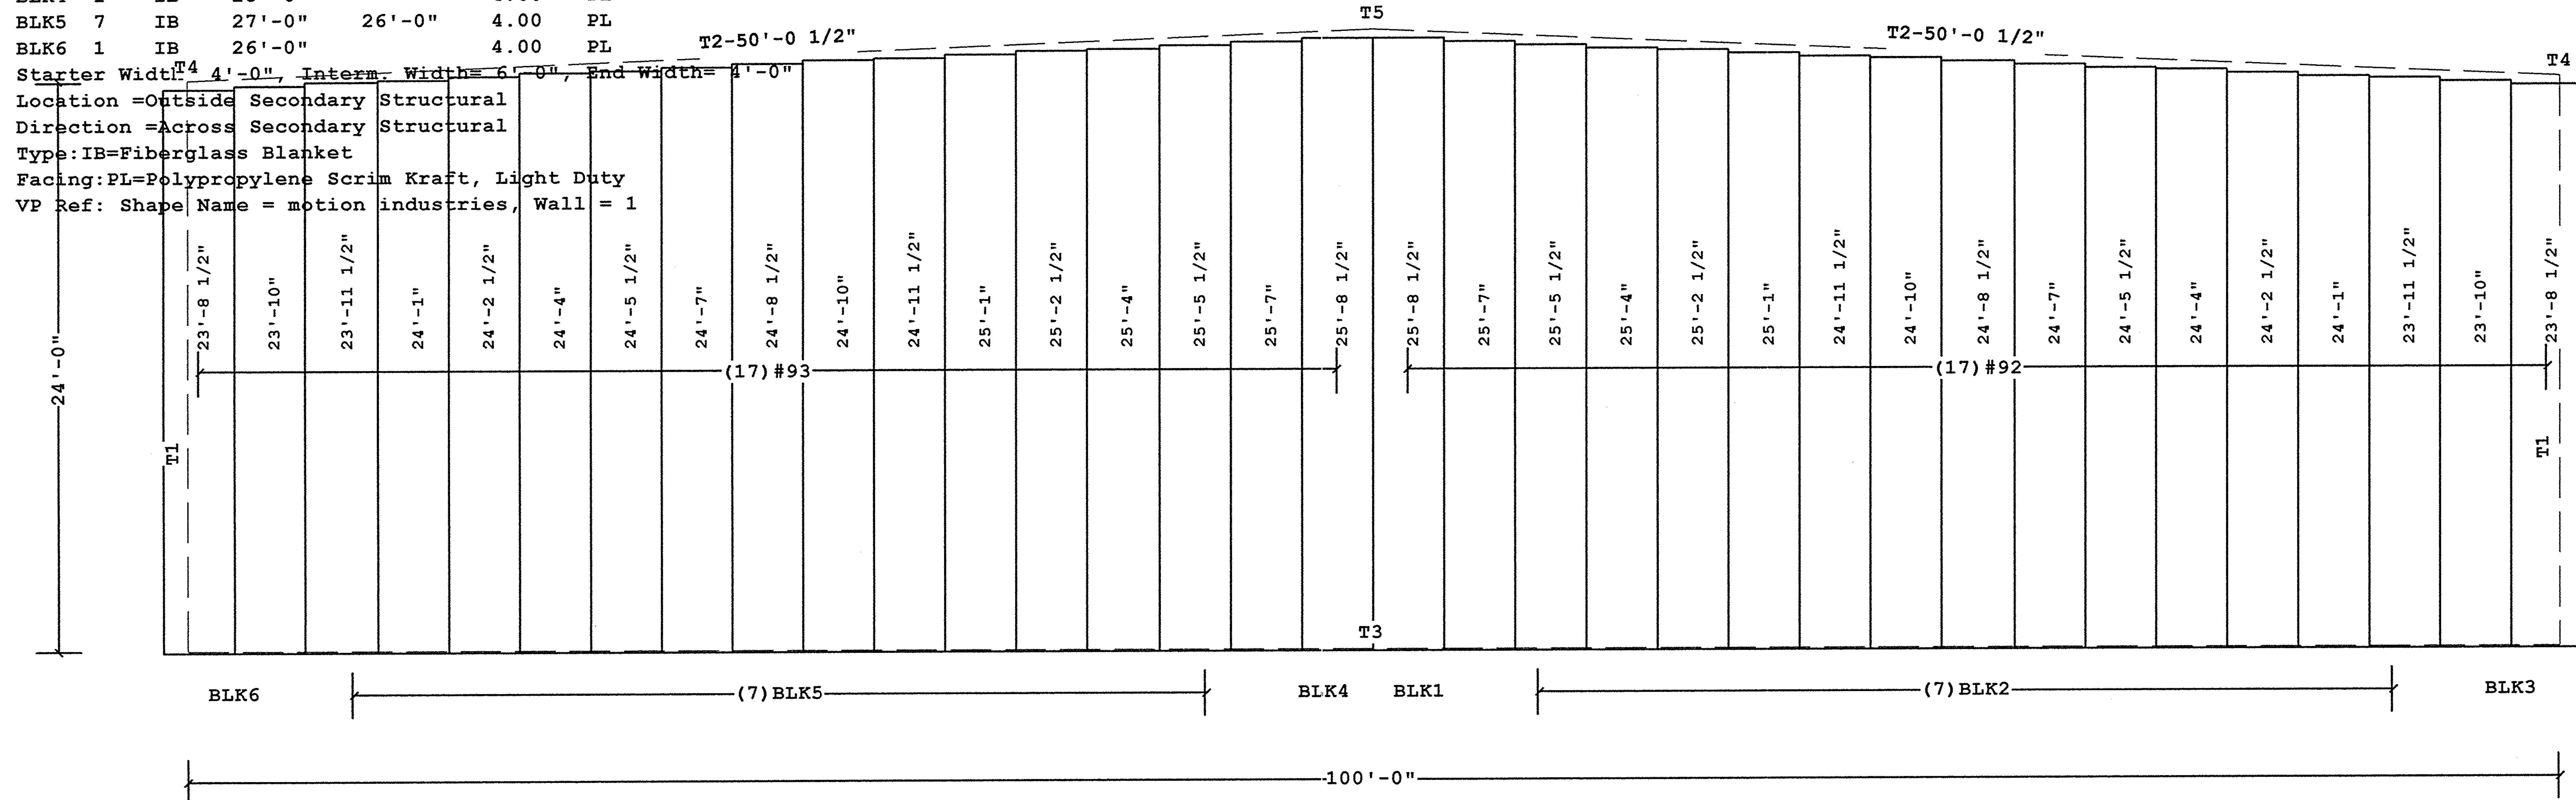 BLK5 7 IB 27'-0" 26'-0" 4.00 PL
BLK6 1 IB 26'-0" 4.00 PL
Starter Width= 4'-0", Interm. Width= 6'-0", End Width= 4'-0"
Location =Outside Secondary Structural
Direction =Across Secondary Structural
Type:IB=Fiberglass Blanket
Facing:PL=Polypropylene Scrim Kraft, Light Duty
VP Ref: Shape Name = motion industries, Wall = 1
T5
T2-50'-0 1/2"
T2-50'-0 1/2"
T4
T4
24'-0"
T1
23'-8 1/2"
23'-10"
23'-11 1/2"
24'-1"
24'-2 1/2"
24'-4"
24'-5 1/2"
24'-7"
24'-8 1/2"
24'-10"
24'-11 1/2"
25'-1"
25'-2 1/2"
25'-4"
25'-5 1/2"
25'-7"
25'-8 1/2"
25'-8 1/2"
25'-7"
25'-5 1/2"
25'-4"
25'-2 1/2"
25'-1"
24'-11 1/2"
24'-10"
24'-8 1/2"
24'-7"
24'-5 1/2"
24'-4"
24'-2 1/2"
24'-1"
23'-11 1/2"
23'-10"
23'-8 1/2"
(17)#93
(17)#92
T1
T3
BLK6
(7)BLK5
BLK4
BLK1
(7)BLK2
BLK3
100'-0"